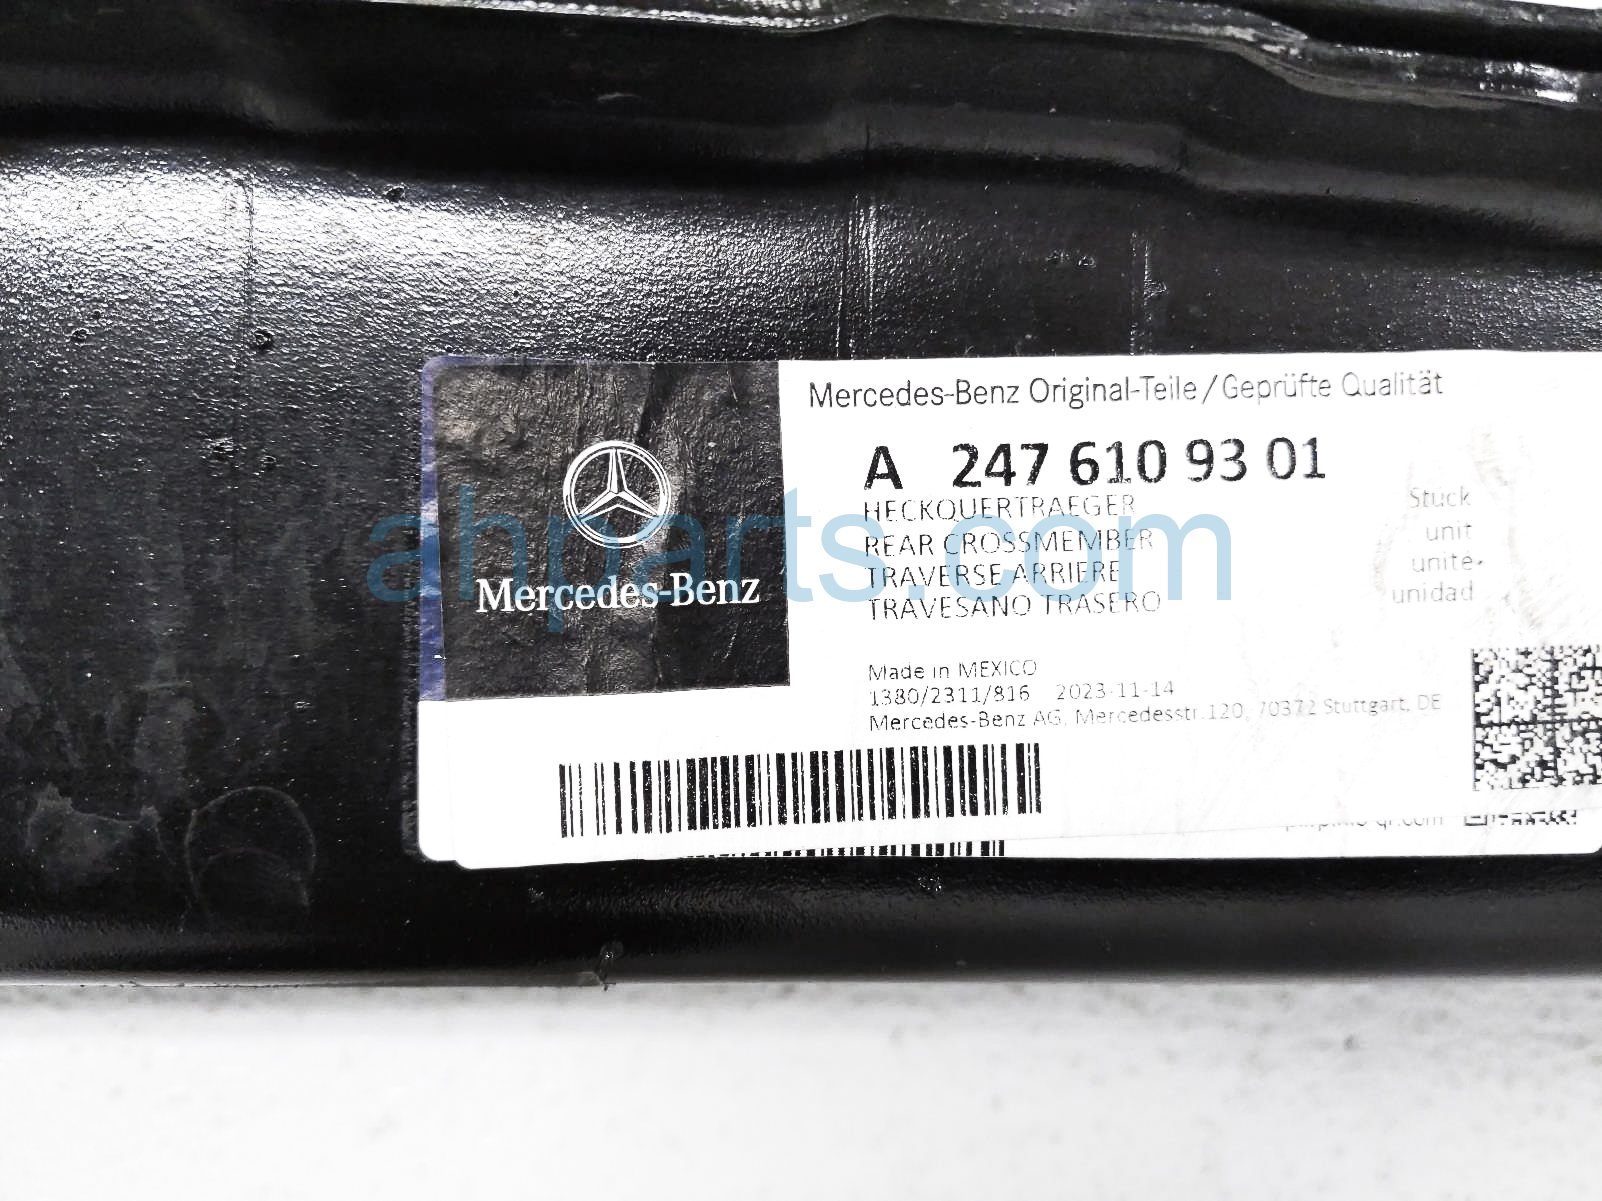 Mercedes-Benz Original-Teile/Geprüfte Qualität
A 247 610 93 01
HECKQUERTRAEGER
REAR CROSSMEMBER
TRAVERSE ARRIERE
TRAVESANO TRASERO
Stück
unit
unité
unidad
Mercedes-Benz
ahparts.com
Made in MEXICO
1380/2311/816 2023-11-14
Mercedes-Benz AG, Mercedesstr.120, 70372 Stuttgart, DE